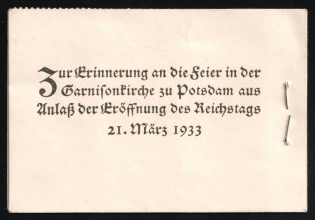 Zur Erinnerung an die Feier in der
Garnisonkirche zu Potsdam aus
Anlaß der Eröffnung des Reichstags
21. März 1933